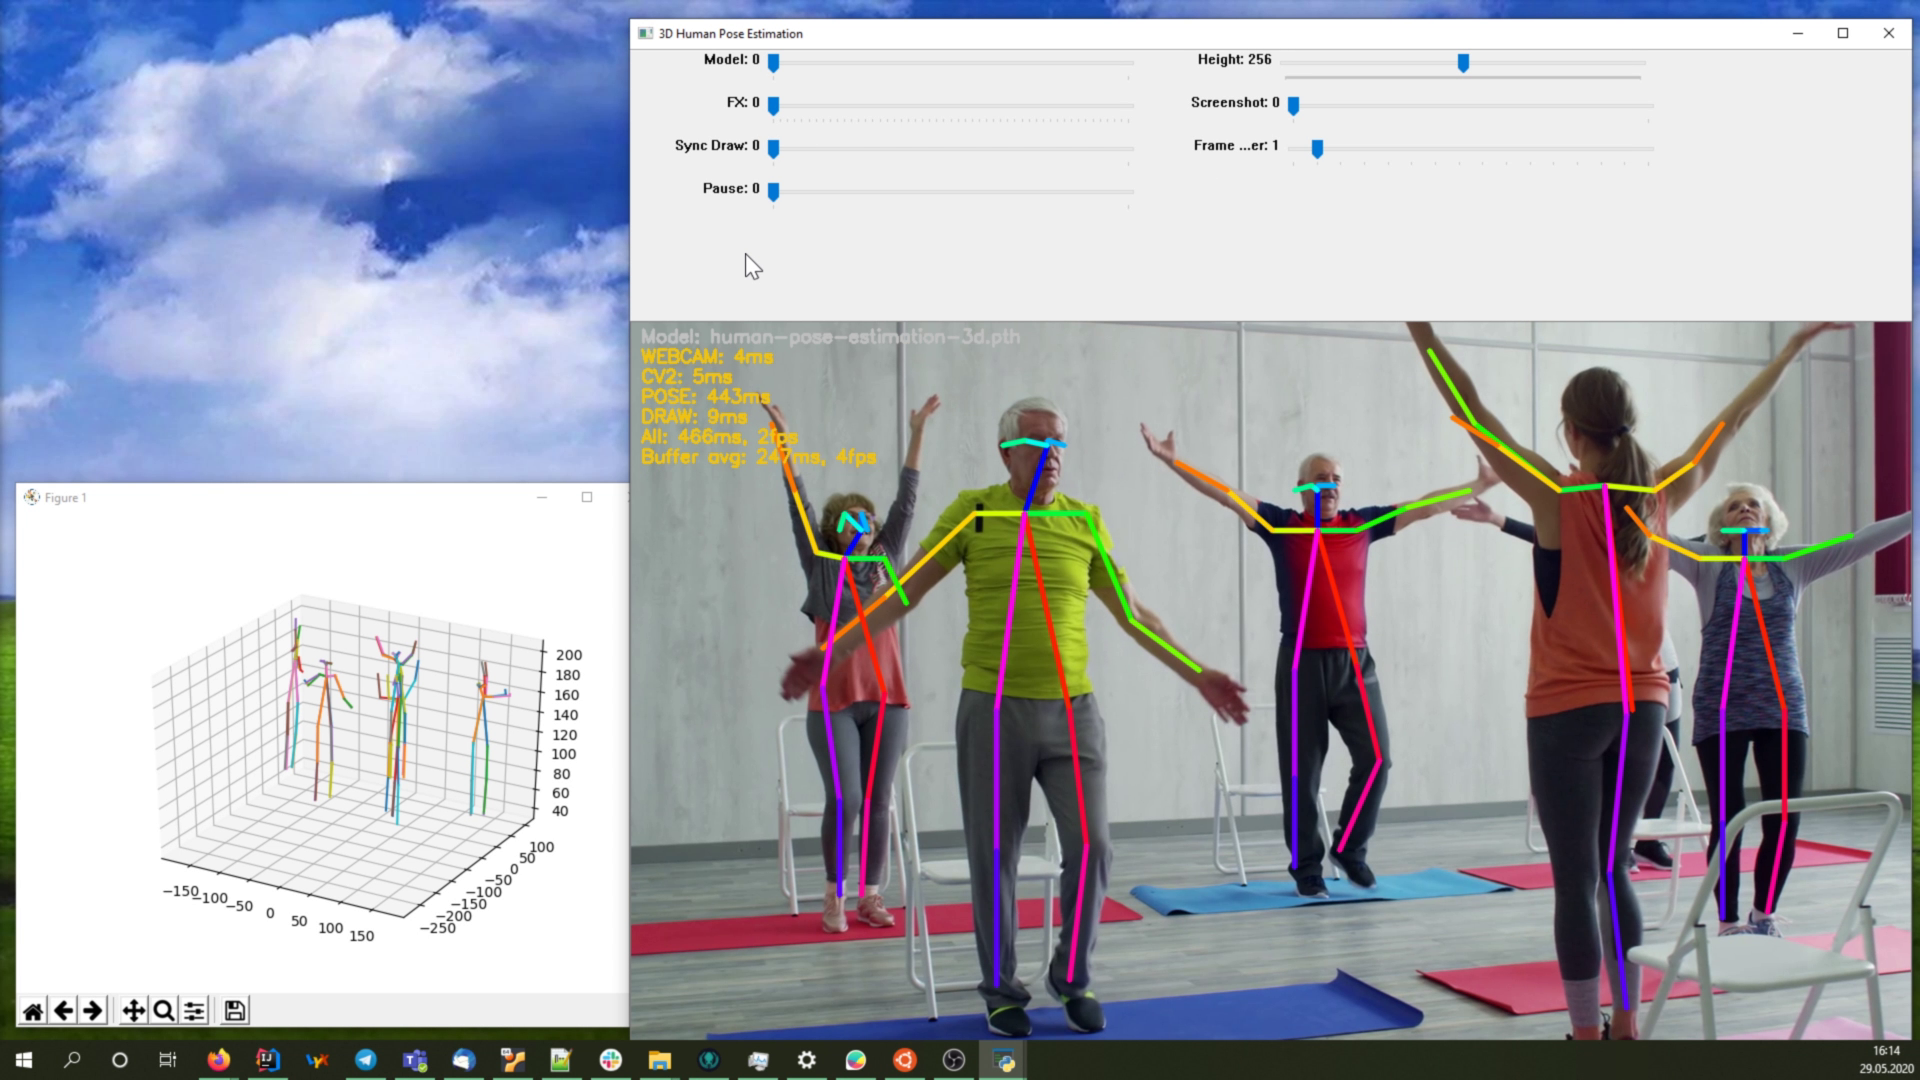 3D Human Pose Estimation
Model: 0
Height: 256
FX: 0
Screenshot: 0
Sync Draw: 0
Frame ...er: 1
Pause: 0
Model: human-pose-estimation-3d.pth
WEBCAM: 4ms
CV2: 5ms
POSE: 443ms
DRAW: 9ms
All: 466ms, 2fps
Buffer avg: 247ms, 4fps
Figure 1
200
180
160
140
120
100
80
60
40
100
50
0
−50
−100
−150
−200
−250
−150
−100
−50
0
50
100
150
16:14
29.05.2020